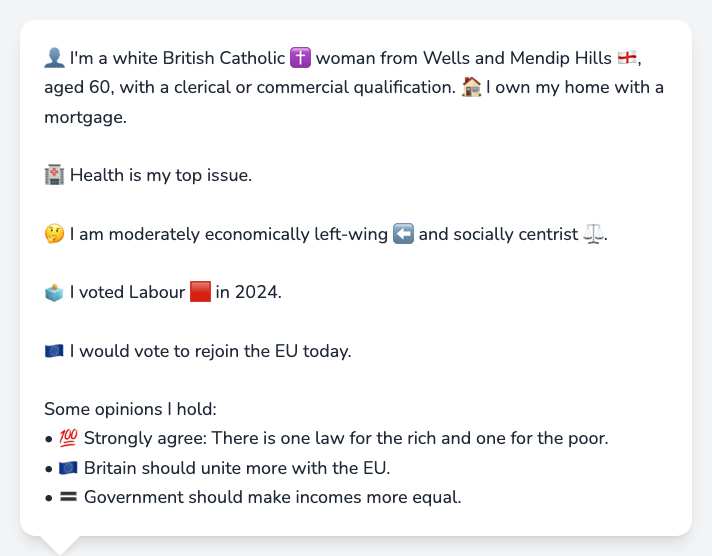 👤 I'm a white British Catholic ✝️ woman from Wells and Mendip Hills 🏴󠁧󠁢󠁥󠁮󠁧󠁿,
aged 60, with a clerical or commercial qualification. 🏠 I own my home with a
mortgage.
🏥 Health is my top issue.
🤔 I am moderately economically left-wing ⬅️ and socially centrist ⚖️.
🗳️ I voted Labour 🟥 in 2024.
🇪🇺 I would vote to rejoin the EU today.
Some opinions I hold:
• 💯 Strongly agree: There is one law for the rich and one for the poor.
• 🇪🇺 Britain should unite more with the EU.
• 🟰 Government should make incomes more equal.